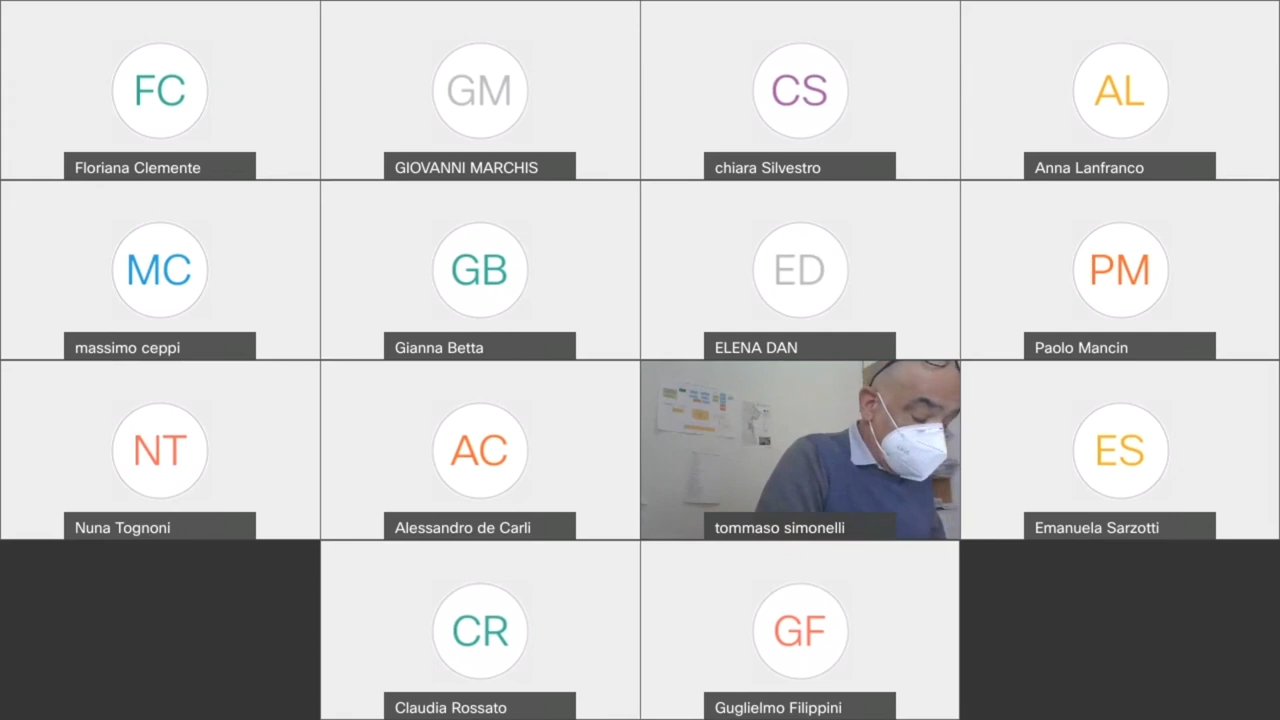 FC
Floriana Clemente
GM
GIOVANNI MARCHIS
CS
chiara Silvestro
AL
Anna Lanfranco
MC
massimo ceppi
GB
Gianna Betta
ED
ELENA DAN
PM
Paolo Mancin
NT
Nuna Tognoni
AC
Alessandro de Carli
tommaso simonelli
ES
Emanuela Sarzotti
CR
Claudia Rossato
GF
Guglielmo Filippini